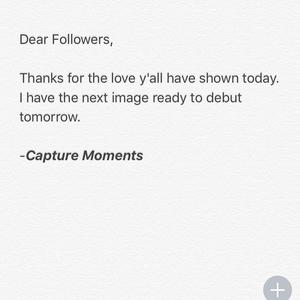 Dear Followers,
Thanks for the love y'all have shown today.
I have the next image ready to debut
tomorrow.
-Capture Moments